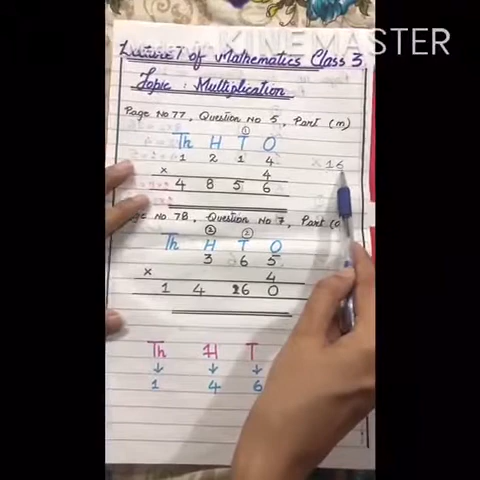 KINEMASTER
Lecture 7 of Mathematics Class 3
Topic : Multiplication
Page No 77, Question No 5, Part (m)
①
Th H T O
1 2 1 4 × 16
× 4
4 8 5 6
ge No 78, Question No 7, Part (o
② ②
Th H T O
3 6 5
× 4
1 4 26 0
Th H T
↓ ↓ ↓
1 4 6